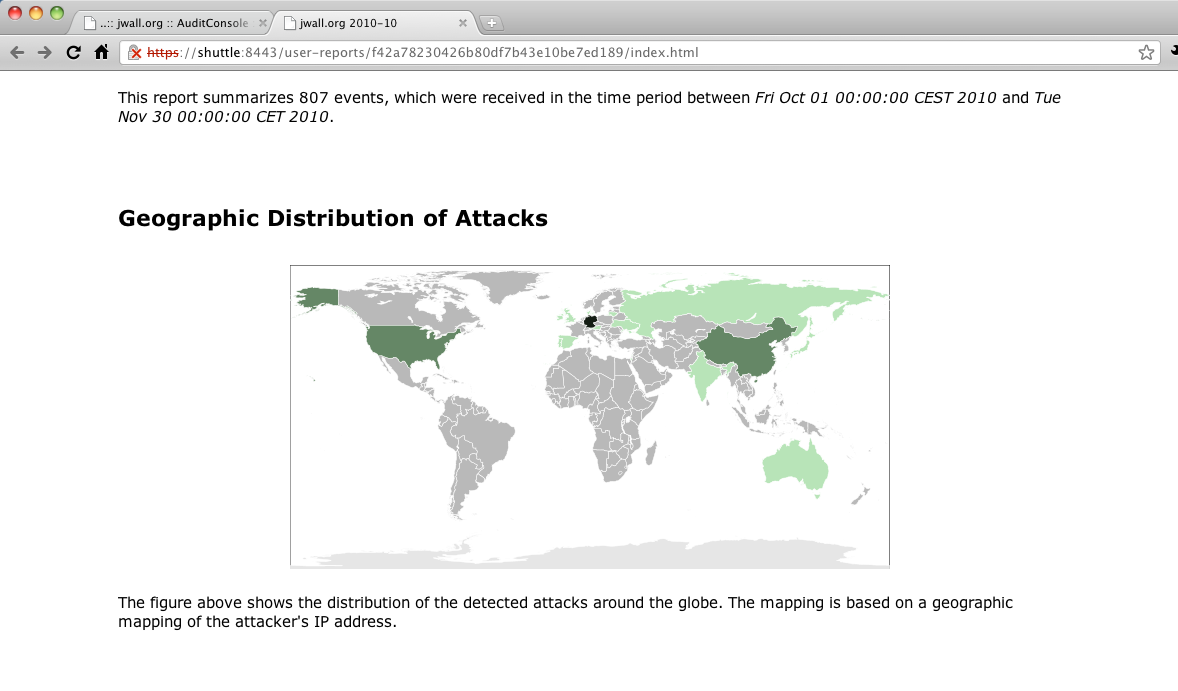 ..:: jwall.org :: AuditConsole
jwall.org 2010-10
https://shuttle:8443/user-reports/f42a78230426b80df7b43e10be7ed189/index.html
This report summarizes 807 events, which were received in the time period between Fri Oct 01 00:00:00 CEST 2010 and Tue
Nov 30 00:00:00 CET 2010.
Geographic Distribution of Attacks
The figure above shows the distribution of the detected attacks around the globe. The mapping is based on a geographic
mapping of the attacker's IP address.